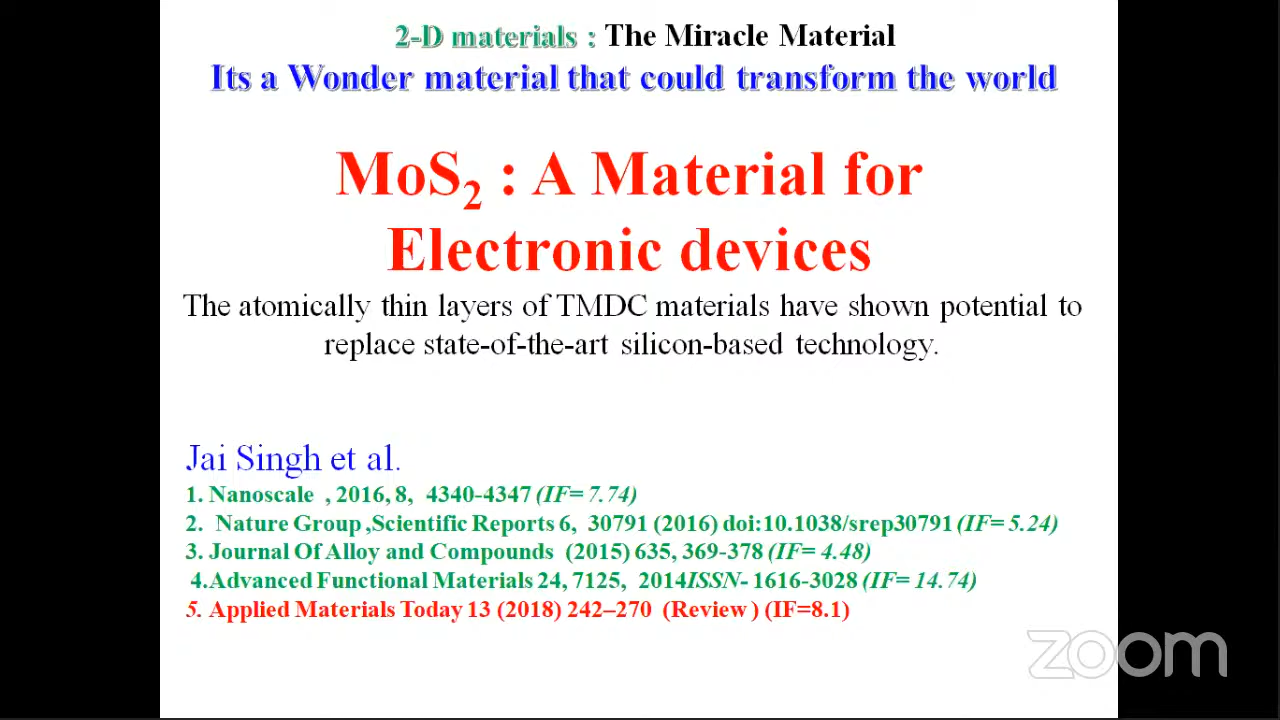 2-D materials : The Miracle Material
Its a Wonder material that could transform the world
MoS2 : A Material for
Electronic devices
The atomically thin layers of TMDC materials have shown potential to
replace state-of-the-art silicon-based technology.
Jai Singh et al.
1. Nanoscale , 2016, 8, 4340-4347 (IF= 7.74)
2. Nature Group ,Scientific Reports 6, 30791 (2016) doi:10.1038/srep30791 (IF= 5.24)
3. Journal Of Alloy and Compounds (2015) 635, 369-378 (IF= 4.48)
4.Advanced Functional Materials 24, 7125, 2014ISSN- 1616-3028 (IF= 14.74)
5. Applied Materials Today 13 (2018) 242–270 (Review ) (IF=8.1)
zoom